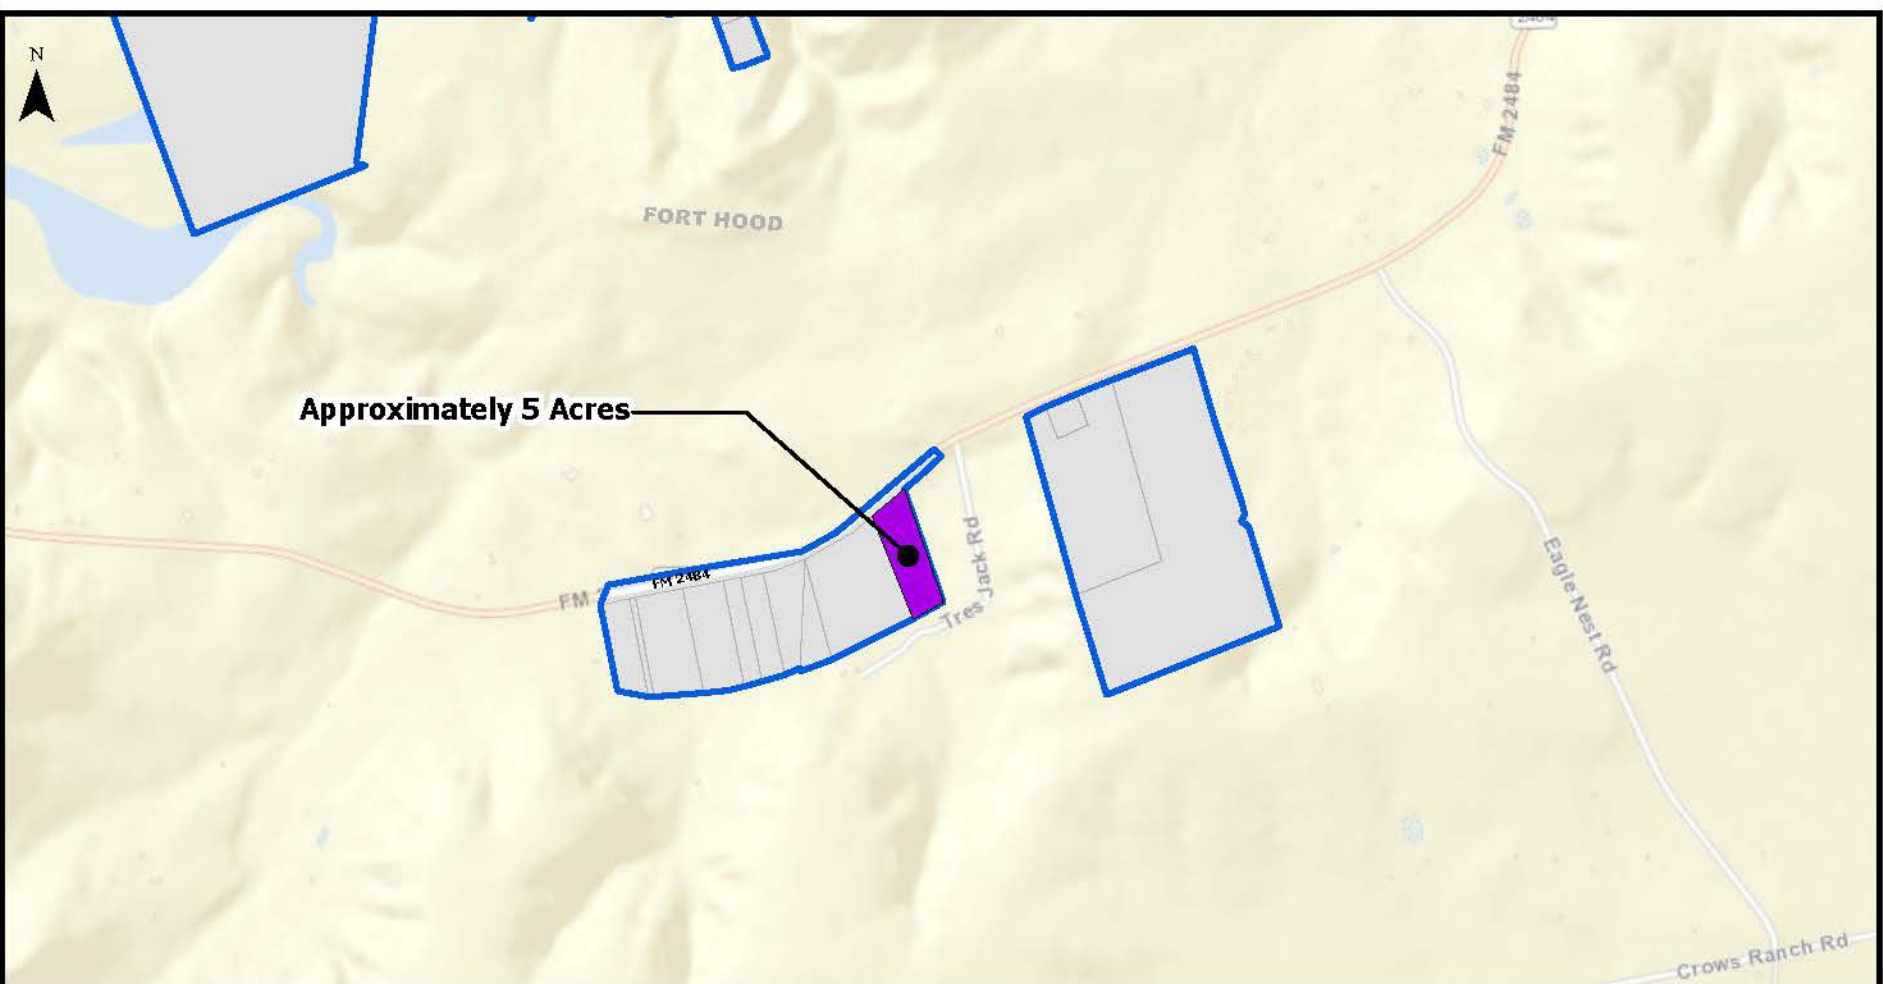 N
FM 2484
FORT HOOD
Approximately 5 Acres
Tres Jack Rd
FM 2484
FM
Eagle Nest Rd
Crows Ranch Rd